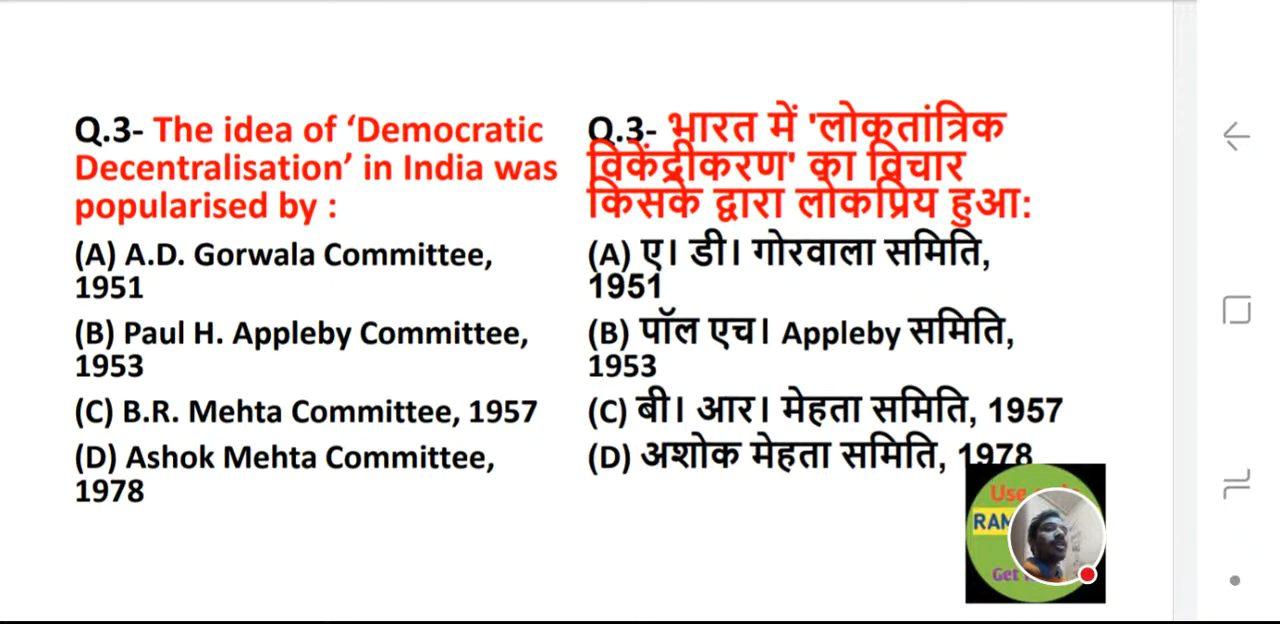 Q.3- The idea of ‘Democratic
Decentralisation’ in India was
popularised by :
(A) A.D. Gorwala Committee,
1951
(B) Paul H. Appleby Committee,
1953
(C) B.R. Mehta Committee, 1957
(D) Ashok Mehta Committee,
1978
Q.3- भारत में 'लोकतांत्रिक
विकेंद्रीकरण' का विचार
किसके द्वारा लोकप्रिय हुआ:
(A) ए। डी। गोरवाला समिति,
1951
(B) पॉल एच। Appleby समिति,
1953
(C) बी। आर। मेहता समिति, 1957
(D) अशोक मेहता समिति, 1978
Use
Get